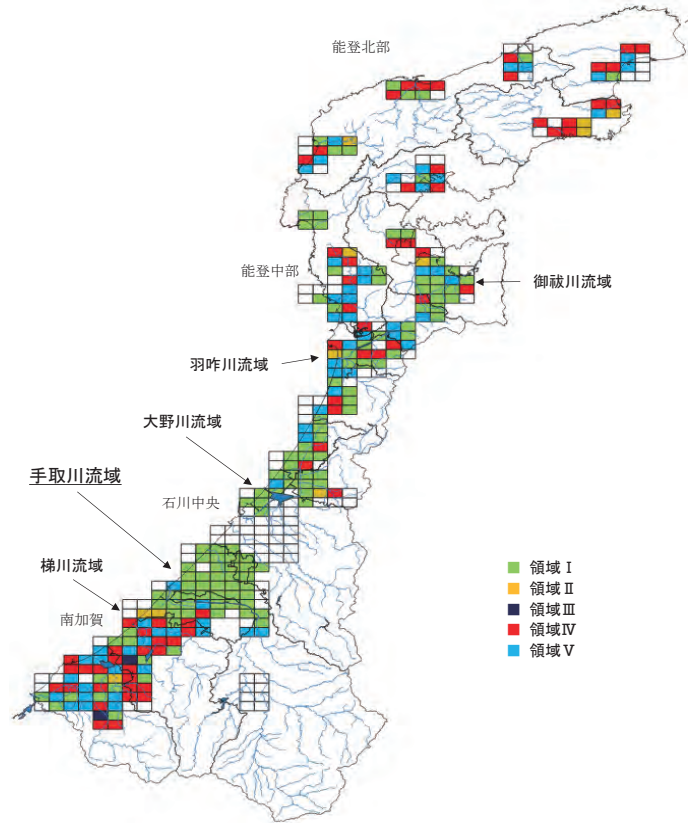 能登北部
能登中部
御祓川流域
羽咋川流域
大野川流域
手取川流域
石川中央
梯川流域
南加賀
領域Ⅰ
領域Ⅱ
領域Ⅲ
領域Ⅳ
領域Ⅴ